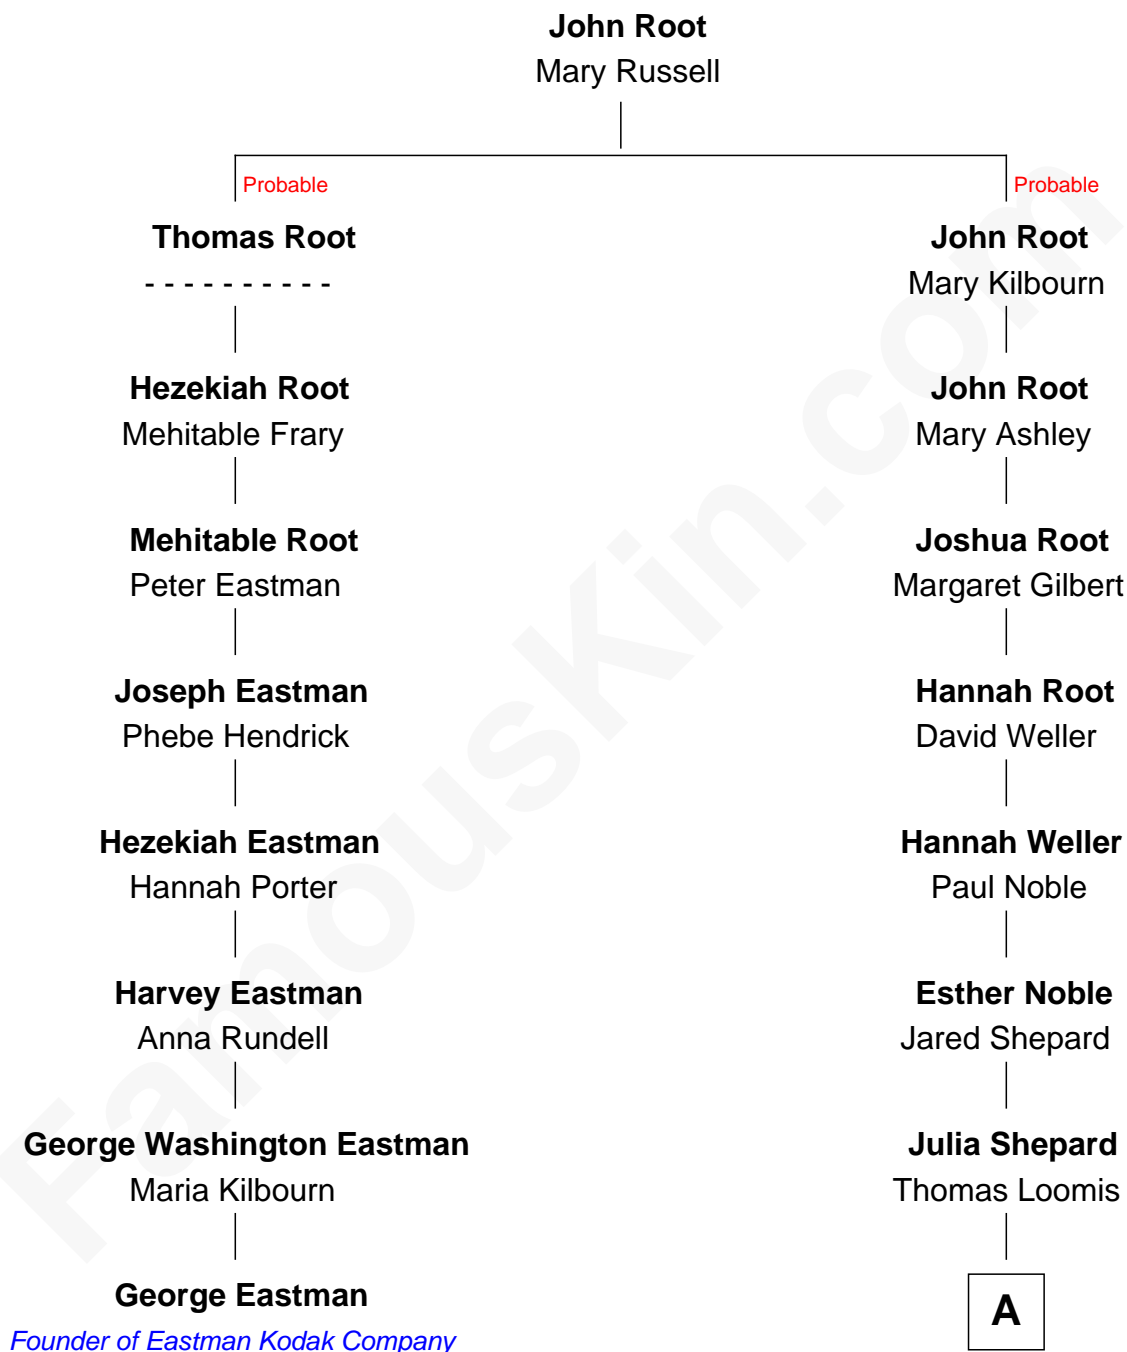 John Root
Mary Russell
Probable
Probable
Thomas Root
John Root
- - - - - - - - - -
Mary Kilbourn
Hezekiah Root
John Root
Mehitable Frary
Mary Ashley
Mehitable Root
Joshua Root
Peter Eastman
Margaret Gilbert
Joseph Eastman
Hannah Root
Phebe Hendrick
David Weller
Hezekiah Eastman
Hannah Weller
Hannah Porter
Paul Noble
Harvey Eastman
Esther Noble
Anna Rundell
Jared Shepard
George Washington Eastman
Julia Shepard
Maria Kilbourn
Thomas Loomis
George Eastman
A
Founder of Eastman Kodak Company
FamousKin.com